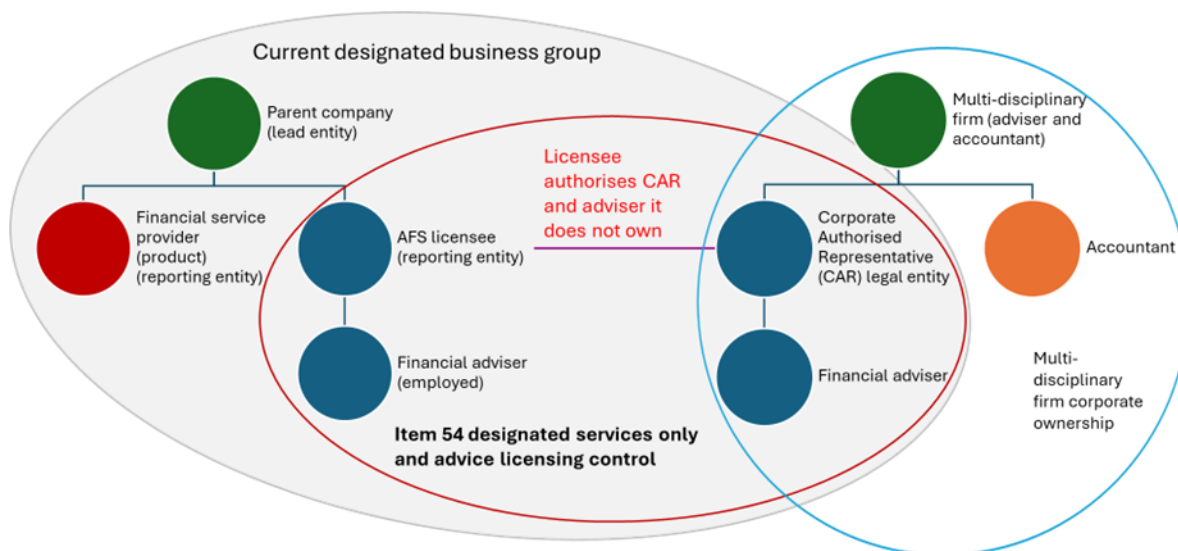 Current designated business group
Parent company
(lead entity)
Multi-disciplinary
firm (adviser and
accountant)
Licensee
authorises CAR
and adviser it
does not own
Financial service
provider
(product)
(reporting entity)
AFS licensee
(reporting entity)
Corporate
Authorised
Representative
(CAR) legal entity
Accountant
Financial adviser
(employed)
Financial adviser
Multi-
disciplinary
firm corporate
ownership
Item 54 designated services only
and advice licensing control